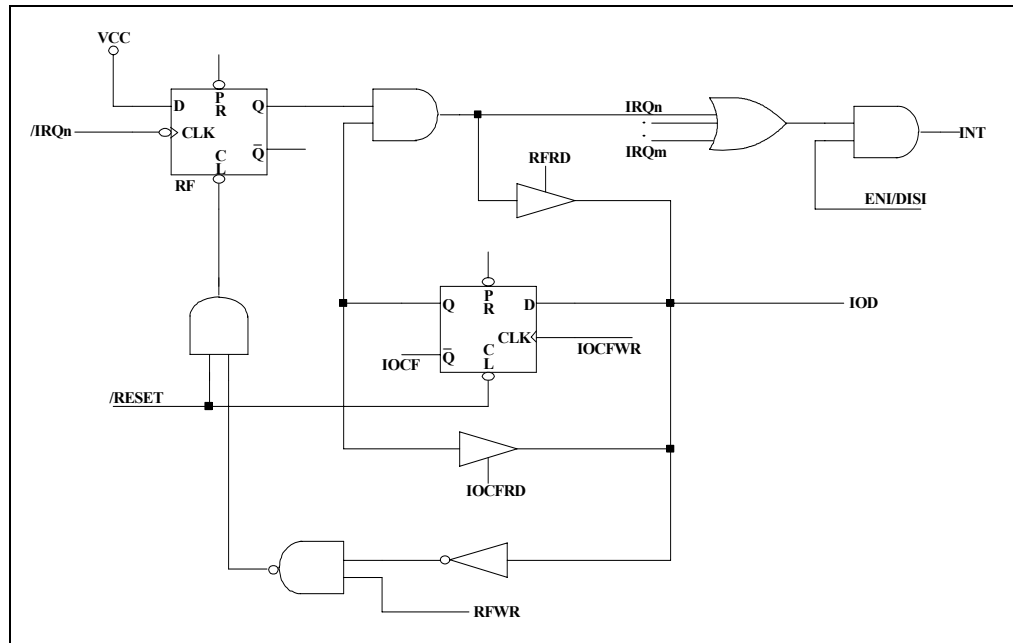 VCC
D
P
R
Q
/IRQn
CLK
C
L
Q
RF
IRQn
IRQm
INT
RFRD
ENI/DISI
Q
P
R
D
IOD
CLK
IOCFWR
IOCF
Q
C
L
/RESET
IOCFRD
RFWR